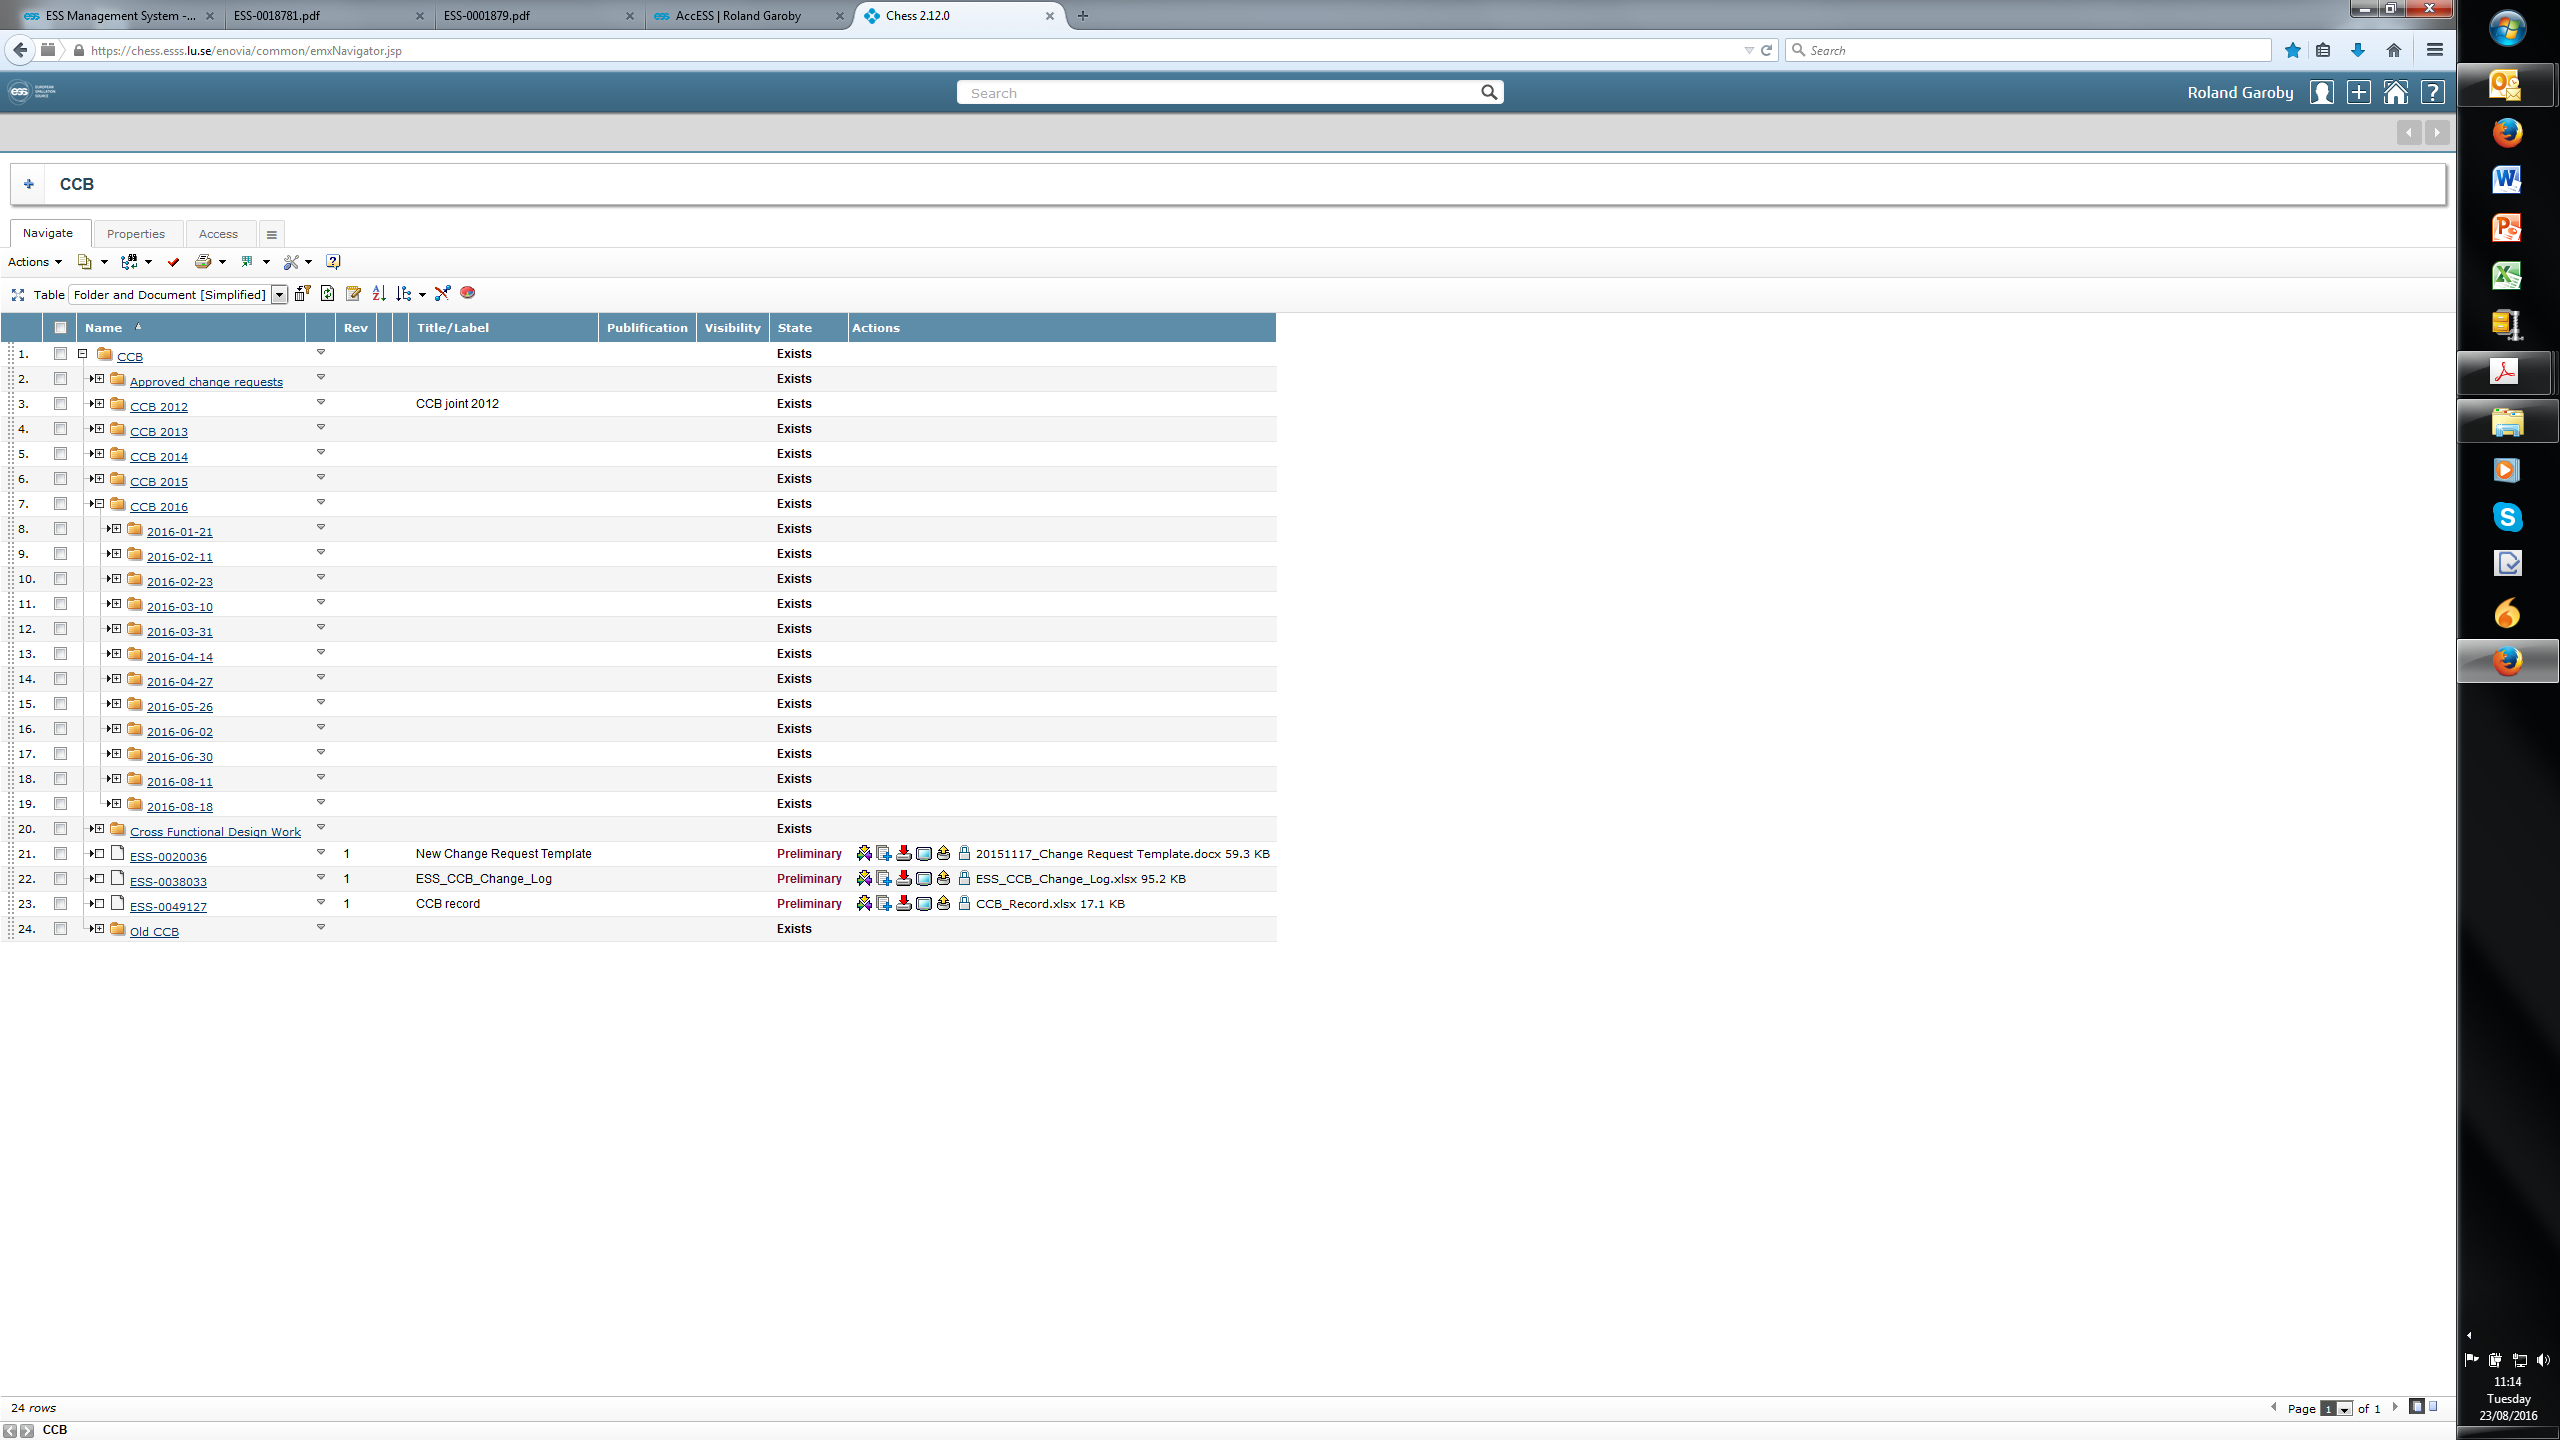 ESS Management System -...
ESS-0018781.pdf
ESS-0001879.pdf
AccESS | Roland Garoby
Chess 2.12.0
https://chess.esss.lu.se/enovia/common/emxNavigator.jsp
Search
ess EUROPEAN SPALLATION SOURCE
Search
Roland Garoby
CCB
Navigate Properties Access
Actions
Table Folder and Document [Simplified]
Name Rev Title/Label Publification Visibility State Actions
1. CCB Exists
2. Approved change requests Exists
3. CCB 2012 CCB joint 2012 Exists
4. CCB 2013 Exists
5. CCB 2014 Exists
6. CCB 2015 Exists
7. CCB 2016 Exists
8. 2016-01-21 Exists
9. 2016-02-11 Exists
10. 2016-02-23 Exists
11. 2016-03-10 Exists
12. 2016-03-31 Exists
13. 2016-04-14 Exists
14. 2016-04-27 Exists
15. 2016-05-26 Exists
16. 2016-06-02 Exists
17. 2016-06-30 Exists
18. 2016-08-11 Exists
19. 2016-08-18 Exists
20. Cross Functional Design Work Exists
21. ESS-0020036 1 New Change Request Template Preliminary 20151117_Change Request Template.docx 59.3 KB
22. ESS-0038033 1 ESS_CCB_Change_Log Preliminary ESS_CCB_Change_Log.xlsx 95.2 KB
23. ESS-0049127 1 CCB record Preliminary CCB_Record.xlsx 17.1 KB
24. Old CCB Exists
24 rows
Page 1 of 1
CCB
11:14
Tuesday
23/08/2016